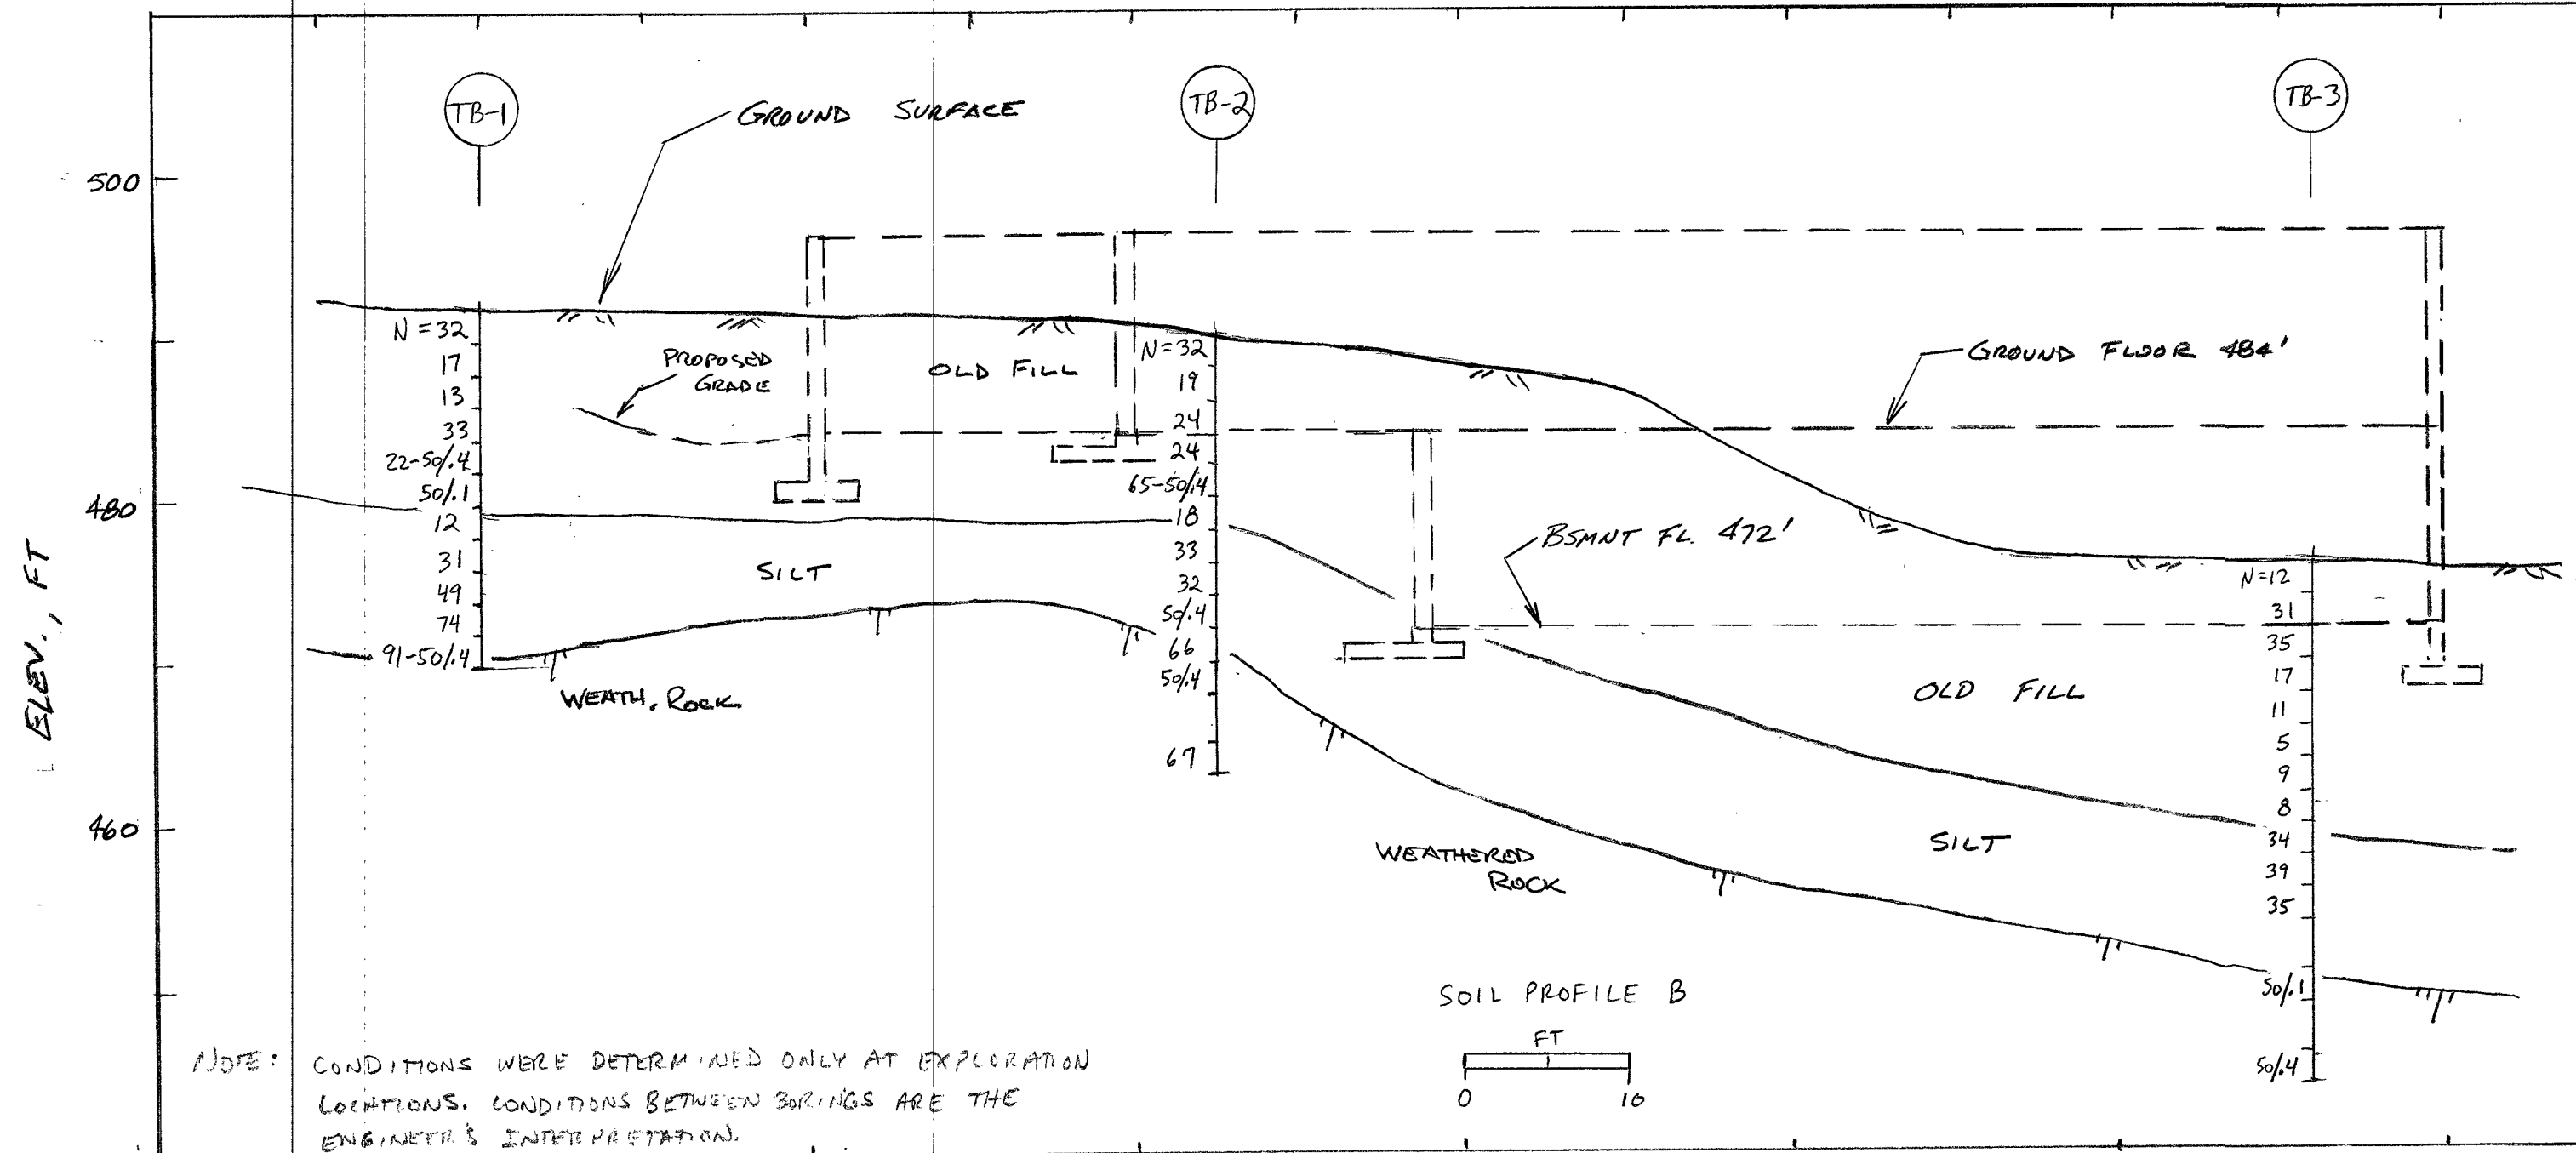 TB-1
TB-2
TB-3
GROUND SURFACE
500
480
460
ELEV., FT
N=32
17
13
33
22-50/.4
50/.1
12
31
49
74
91-50/.4
PROPOSED
GRADE
OLD FILL
SILT
WEATH. ROCK
N=32
19
24
24
65-50/.4
18
33
32
50/.4
66
50/.4
67
GROUND FLOOR 484'
BSMNT FL. 472'
N=12
31
35
17
11
5
9
8
34
39
35
50/.1
50/.4
OLD FILL
SILT
WEATHERED
ROCK
SOIL PROFILE B
FT
0 10
NOTE: CONDITIONS WERE DETERMINED ONLY AT EXPLORATION
LOCATIONS. CONDITIONS BETWEEN BORINGS ARE THE
ENGINEER'S INTERPRETATION.